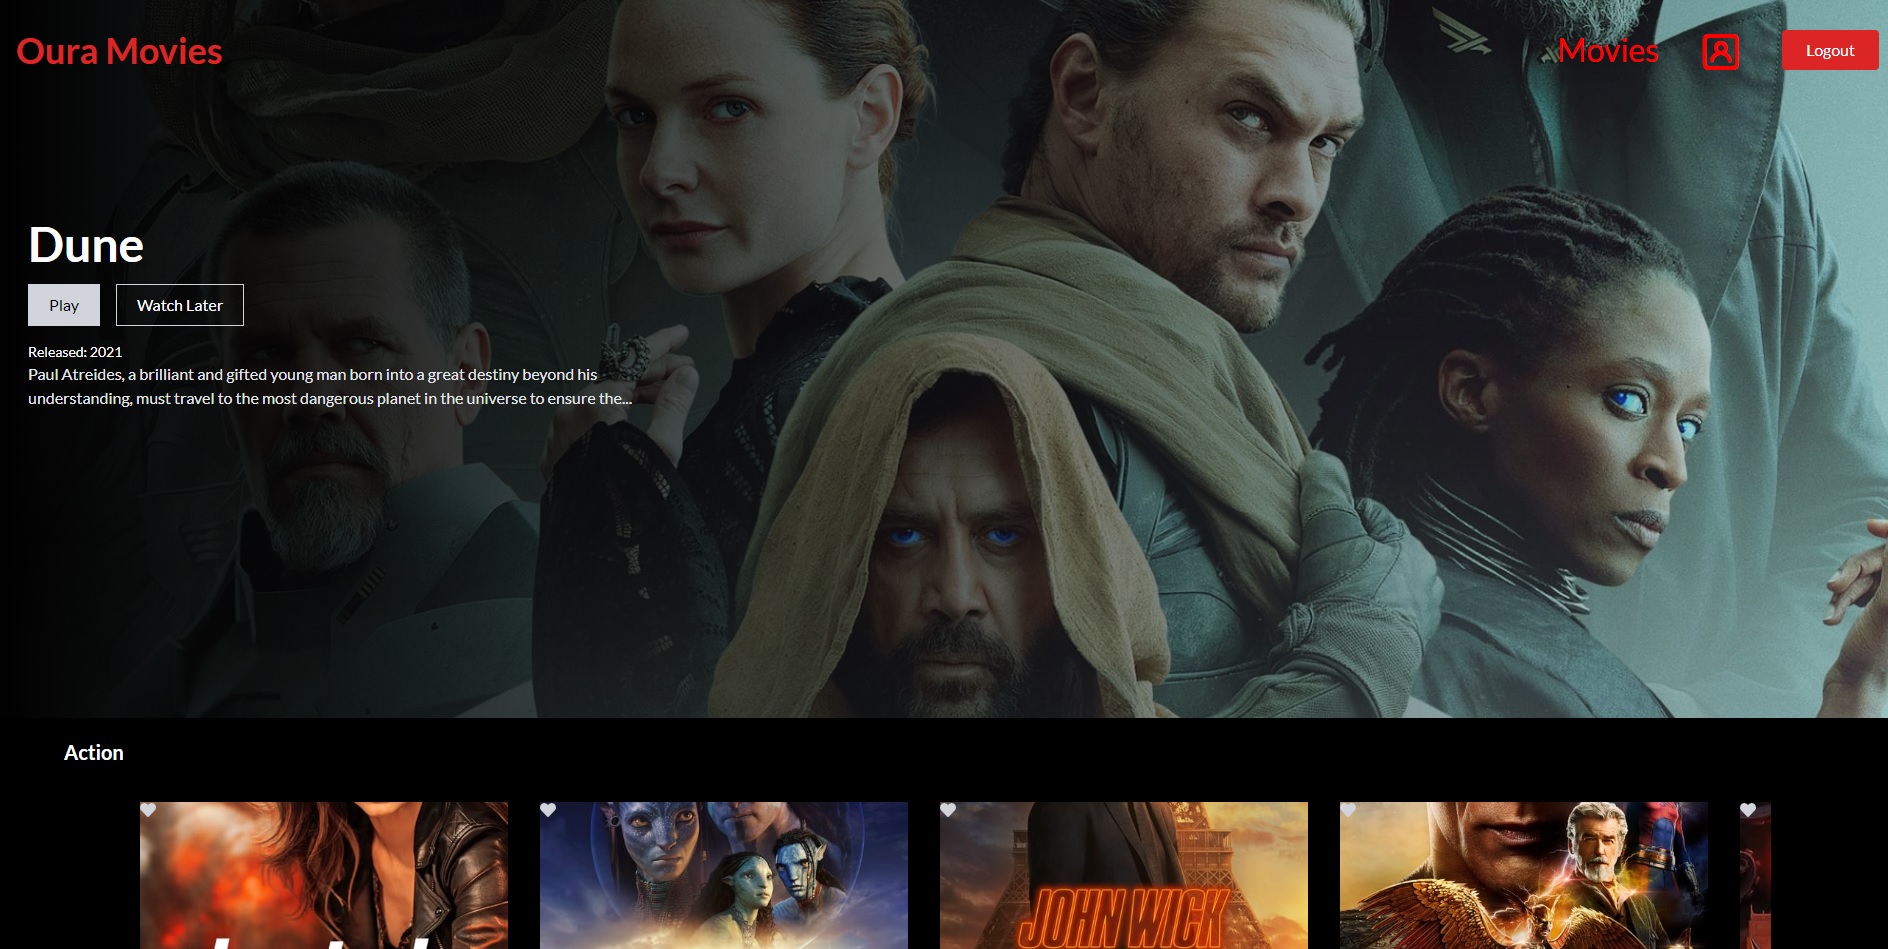 Oura Movies
Movies
Logout
Dune
Play
Watch Later
Released: 2021
Paul Atreides, a brilliant and gifted young man born into a great destiny beyond his
understanding, must travel to the most dangerous planet in the universe to ensure the...
Action
JOHN WICK